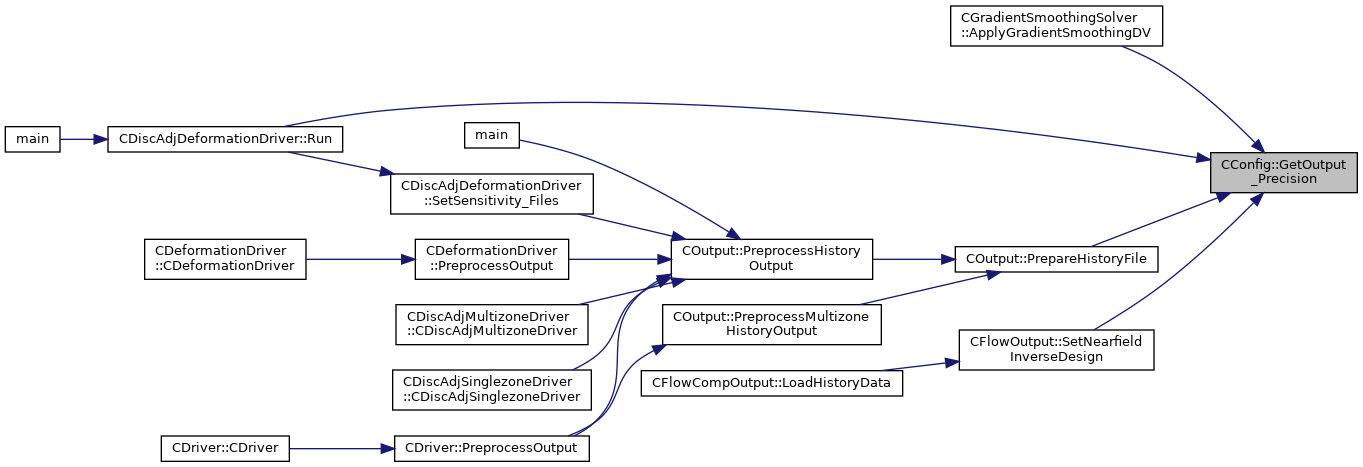 CGradientSmoothingSolver
::ApplyGradientSmoothingDV
main
CDiscAdjDeformationDriver::Run
main
CConfig::GetOutput
_Precision
CDiscAdjDeformationDriver
::SetSensitivity_Files
CDeformationDriver
::CDeformationDriver
CDeformationDriver
::PreprocessOutput
COutput::PreprocessHistory
Output
COutput::PrepareHistoryFile
CDiscAdjMultizoneDriver
::CDiscAdjMultizoneDriver
COutput::PreprocessMultizone
HistoryOutput
CFlowOutput::SetNearfield
InverseDesign
CDiscAdjSinglezoneDriver
::CDiscAdjSinglezoneDriver
CFlowCompOutput::LoadHistoryData
CDriver::CDriver
CDriver::PreprocessOutput